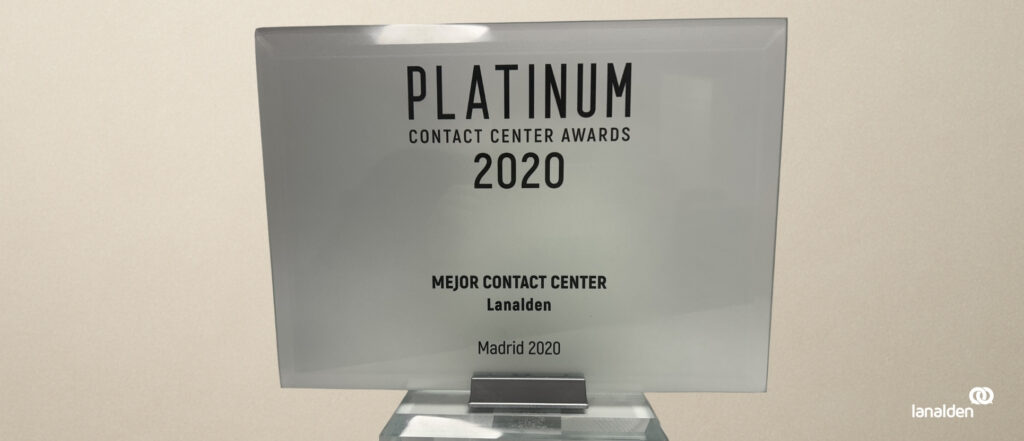 PLATINUM
CONTACT CENTER AWARDS
2020
MEJOR CONTACT CENTER
Lanalden
Madrid 2020
lanalden